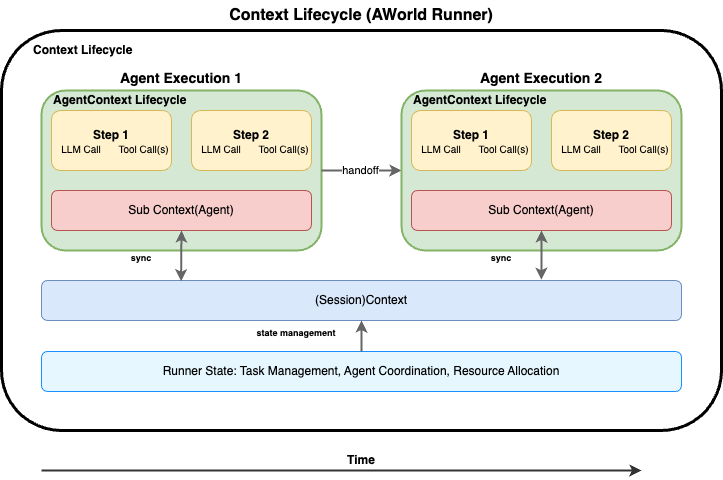 Context Lifecycle (AWorld Runner)
Context Lifecycle
Agent Execution 1
Agent Execution 2
AgentContext Lifecycle
Step 1
LLM Call Tool Call(s)
Step 2
LLM Call Tool Call(s)
Sub Context(Agent)
handoff
AgentContext Lifecycle
Step 1
LLM Call Tool Call(s)
Step 2
LLM Call Tool Call(s)
Sub Context(Agent)
sync
sync
(Session)Context
state management
Runner State: Task Management, Agent Coordination, Resource Allocation
Time